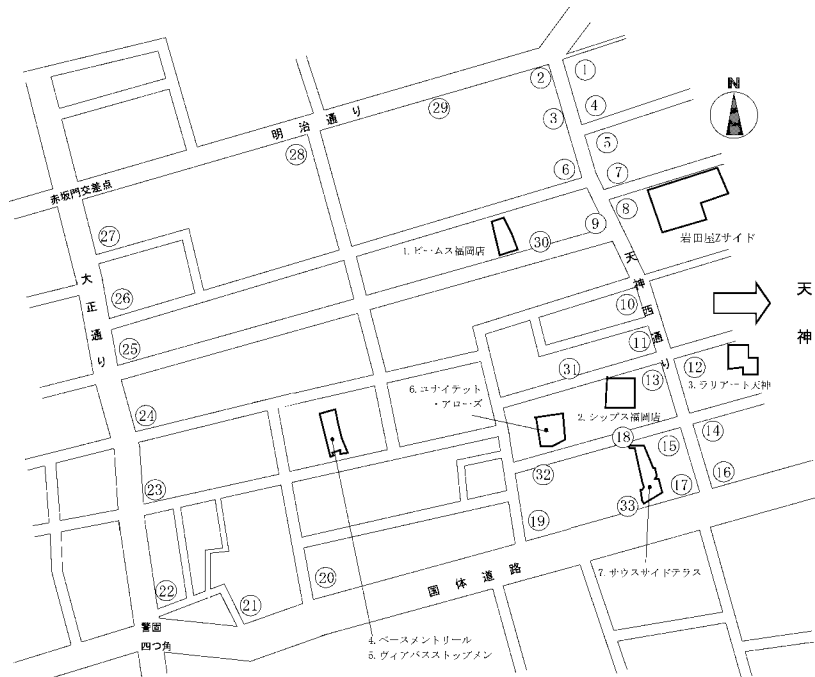 ②
①
㉙
③
④
N
明治通り
⑤
㉘
⑥
⑦
赤坂門交差点
⑧
㉗
⑨
岩田屋Zサイド
㉚
1. ビームス福岡店
大正通り
天神西通り
㉖
⑩
天神
㉕
⑪
㉛
⑫
⑬
3. ラリアート天神
6. ユナイテット
・アローズ
2. シップス福岡店
㉔
⑱
⑮
⑭
㉜
⑯
㉓
⑰
㉝
⑲
7. サウスサイドテラス
国体道路
⑳
㉒
㉑
警固
四つ角
4. ベースメントリール
5. ヴィアバスストップメン